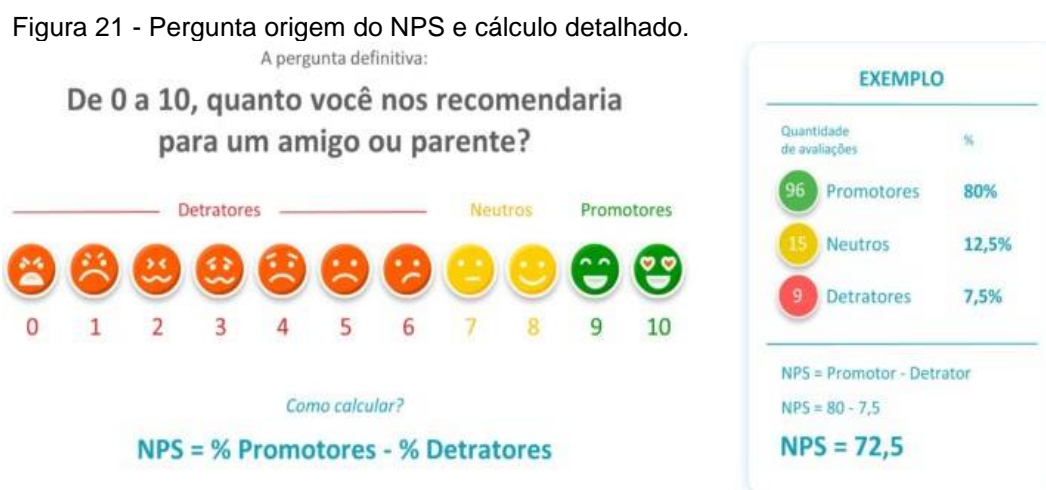 Figura 21 - Pergunta origem do NPS e cálculo detalhado.
A pergunta definitiva:
De 0 a 10, quanto você nos recomendaria
para um amigo ou parente?
Detratores Neutros Promotores
0 1 2 3 4 5 6 7 8 9 10
Como calcular?
NPS = % Promotores - % Detratores
EXEMPLO
Quantidade
de avaliações %
96 Promotores 80%
15 Neutros 12,5%
9 Detratores 7,5%
NPS = Promotor - Detrator
NPS = 80 - 7,5
NPS = 72,5